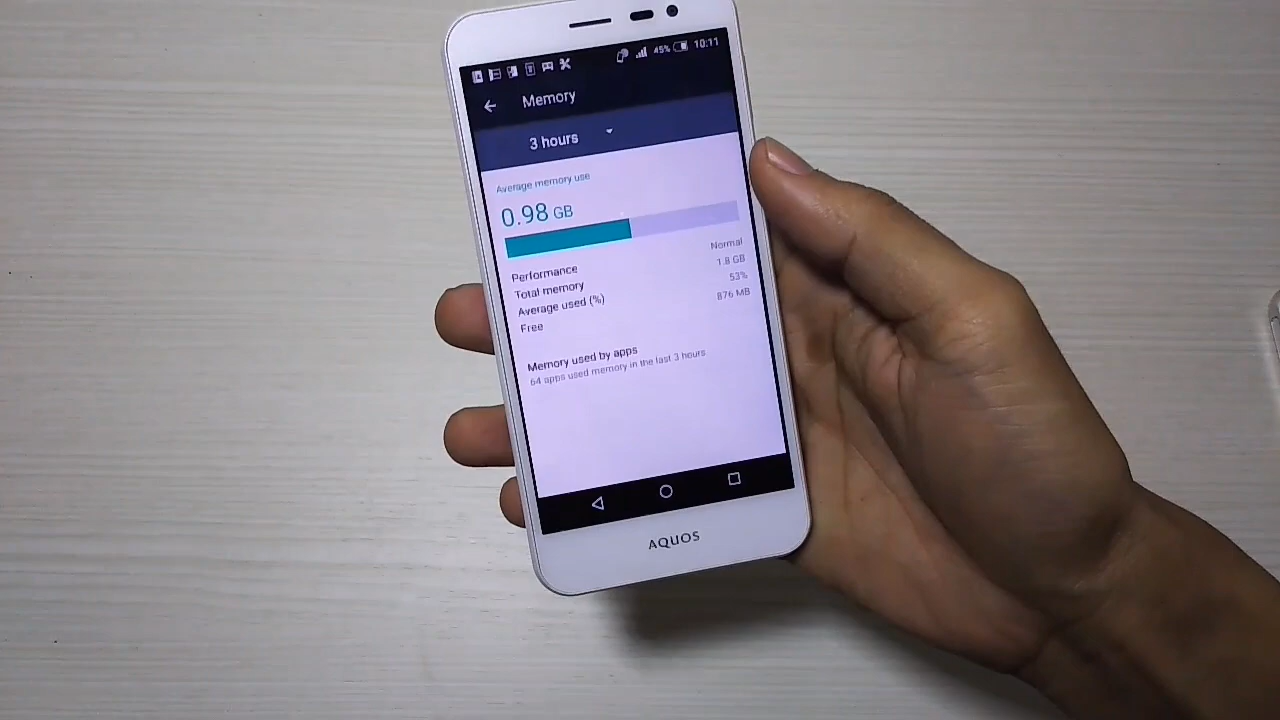 45% 10:11
Memory
3 hours
Average memory use
0.98 GB
Performance Normal
Total memory 1.8 GB
Average used (%) 53%
Free 876 MB
Memory used by apps
64 apps used memory in the last 3 hours
AQUOS